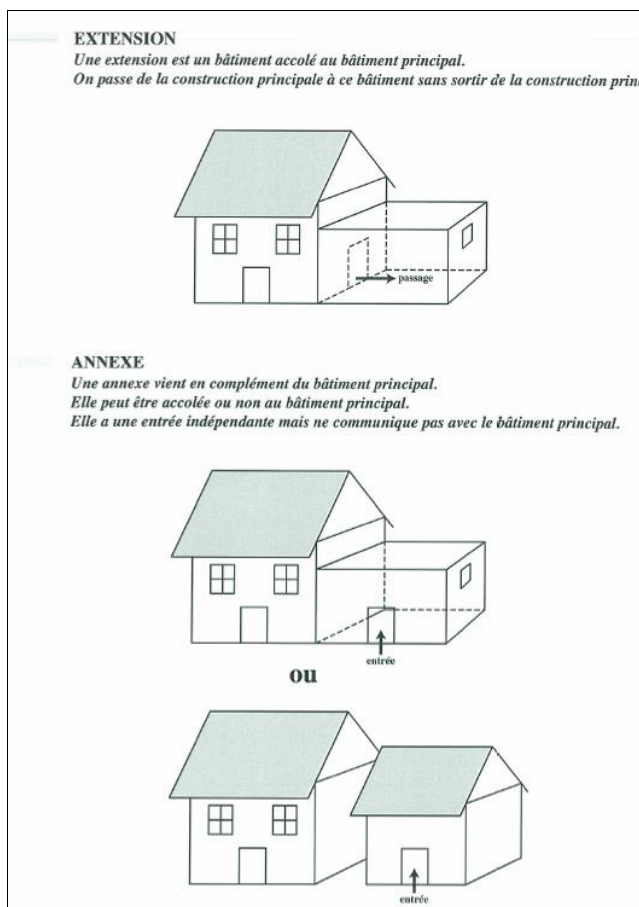 EXTENSION
Une extension est un bâtiment accolé au bâtiment principal.
On passe de la construction principale à ce bâtiment sans sortir de la construction prin
passage
ANNEXE
Une annexe vient en complément du bâtiment principal.
Elle peut être accolée ou non au bâtiment principal.
Elle a une entrée indépendante mais ne communique pas avec le bâtiment principal.
entrée
ou
entrée